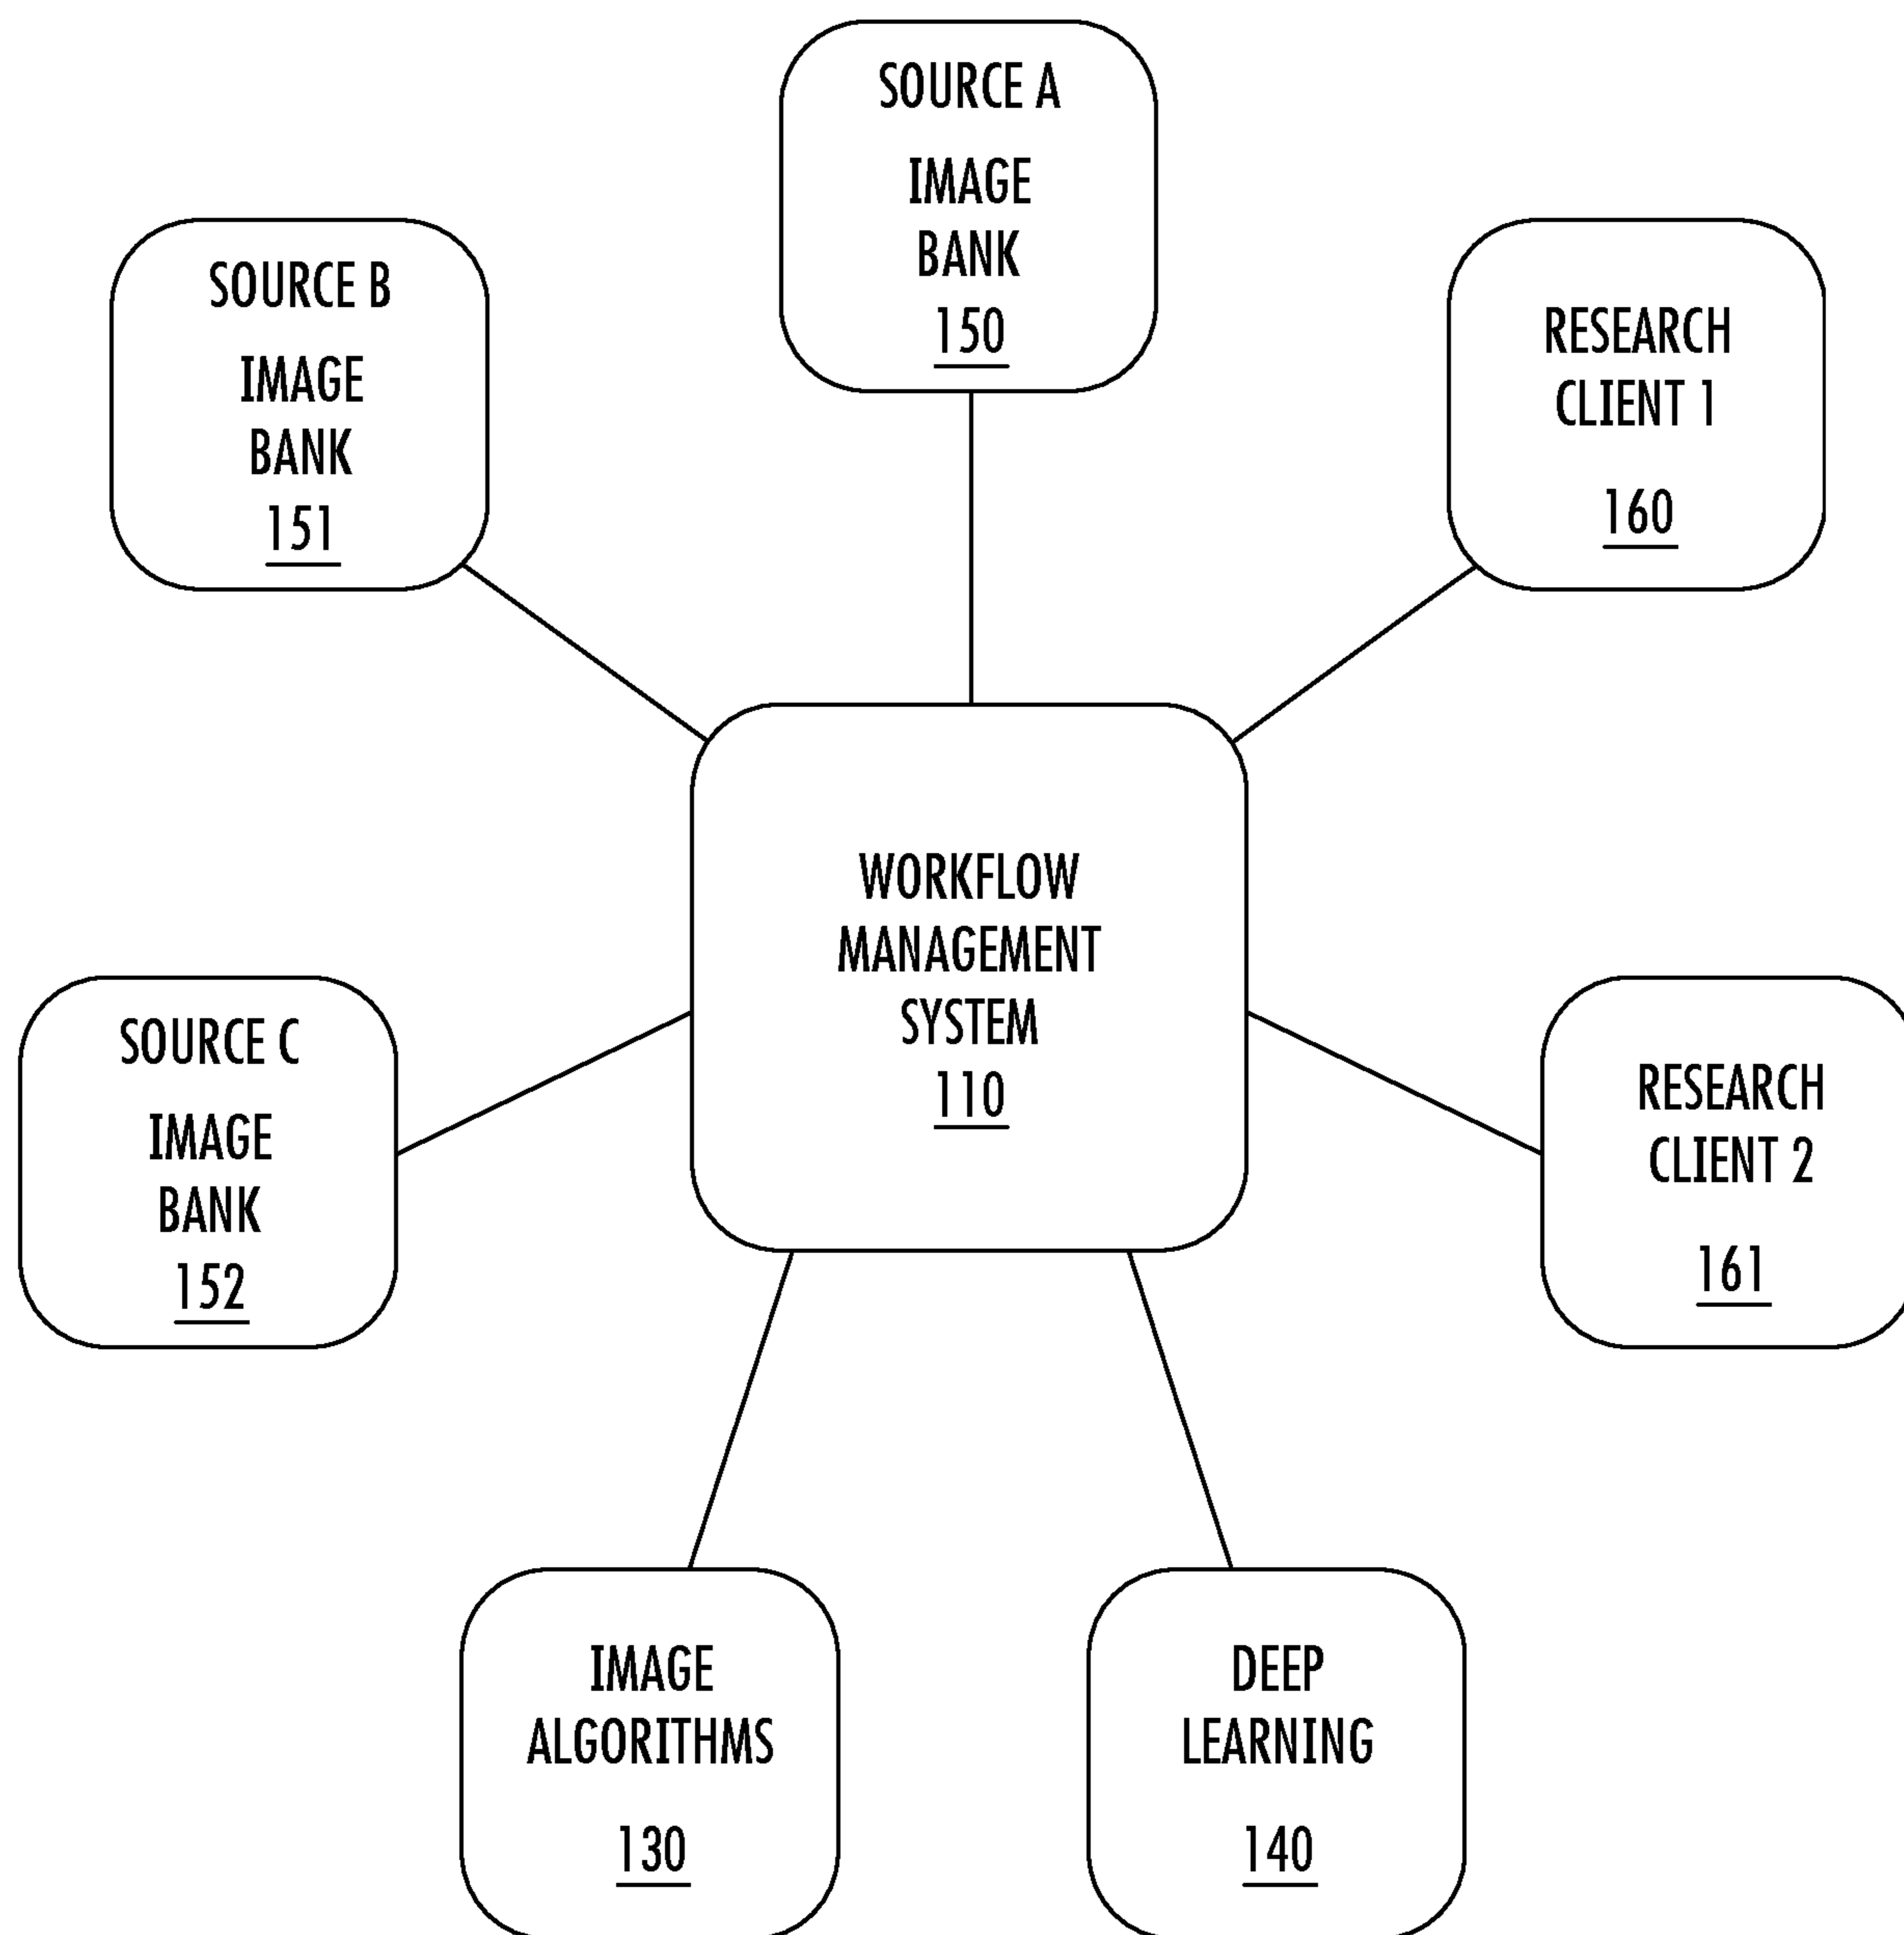 SOURCE A
IMAGE
BANK
150
SOURCE B
IMAGE
BANK
151
RESEARCH
CLIENT 1
160
WORKFLOW
MANAGEMENT
SYSTEM
110
SOURCE C
IMAGE
BANK
152
RESEARCH
CLIENT 2
161
IMAGE
ALGORITHMS
130
DEEP
LEARNING
140